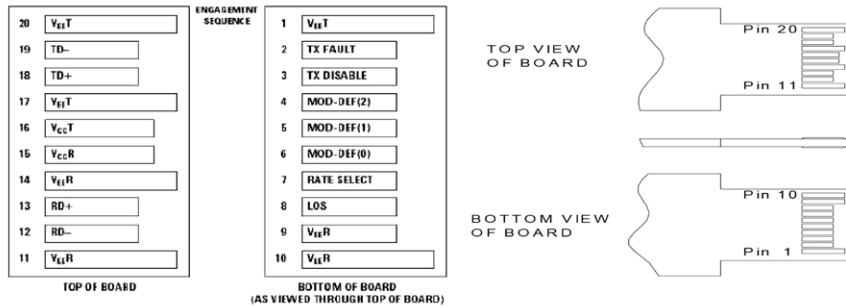 ENGAGEMENT
SEQUENCE
20 VEET
19 TD–
18 TD+
17 VEET
16 VCCT
15 VCCR
14 VEER
13 RD+
12 RD–
11 VEER
TOP OF BOARD
1 VEET
2 TX FAULT
3 TX DISABLE
4 MOD-DEF(2)
5 MOD-DEF(1)
6 MOD-DEF(0)
7 RATE SELECT
8 LOS
9 VEER
10 VEER
BOTTOM OF BOARD
(AS VIEWED THROUGH TOP OF BOARD)
TOP VIEW
OF BOARD
Pin 20
Pin 11
BOTTOM VIEW
OF BOARD
Pin 10
Pin 1